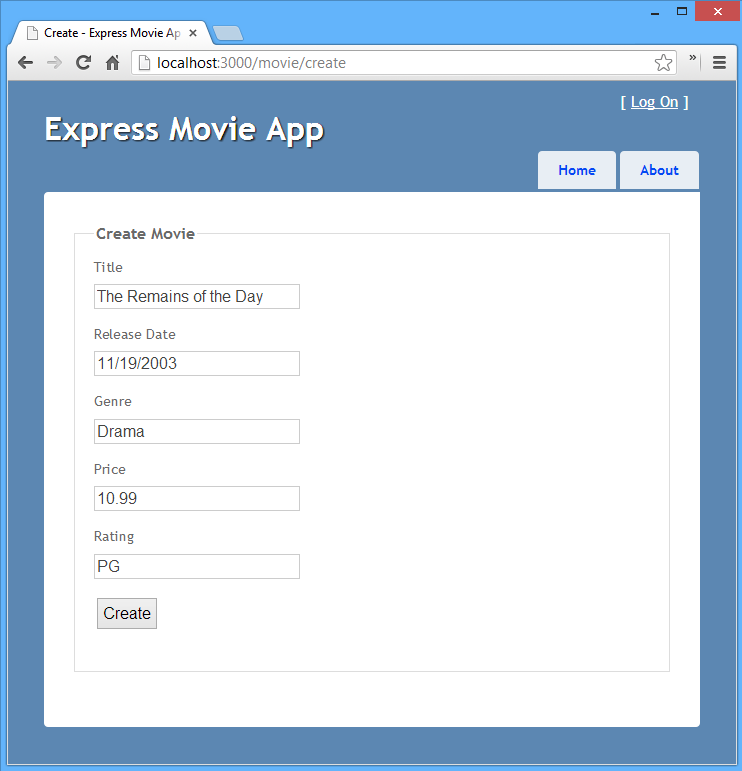 Create - Express Movie Ap
localhost:3000/movie/create
[ Log On ]
Express Movie App
Home
About
Create Movie
Title
The Remains of the Day
Release Date
11/19/2003
Genre
Drama
Price
10.99
Rating
PG
Create